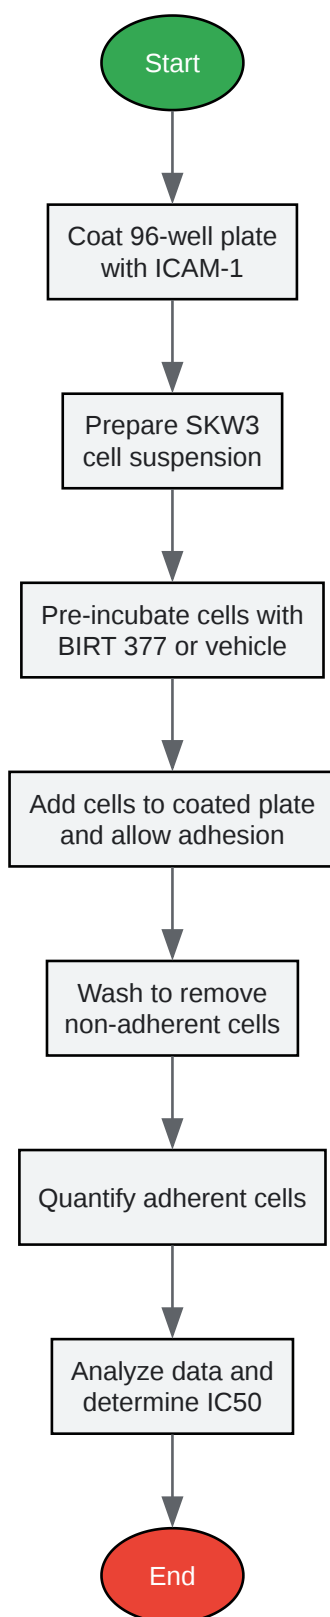 Start
Coat 96-well plate
with ICAM-1
Prepare SKW3
cell suspension
Pre-incubate cells with
BIRT 377 or vehicle
Add cells to coated plate
and allow adhesion
Wash to remove
non-adherent cells
Quantify adherent cells
Analyze data and
determine IC50
End